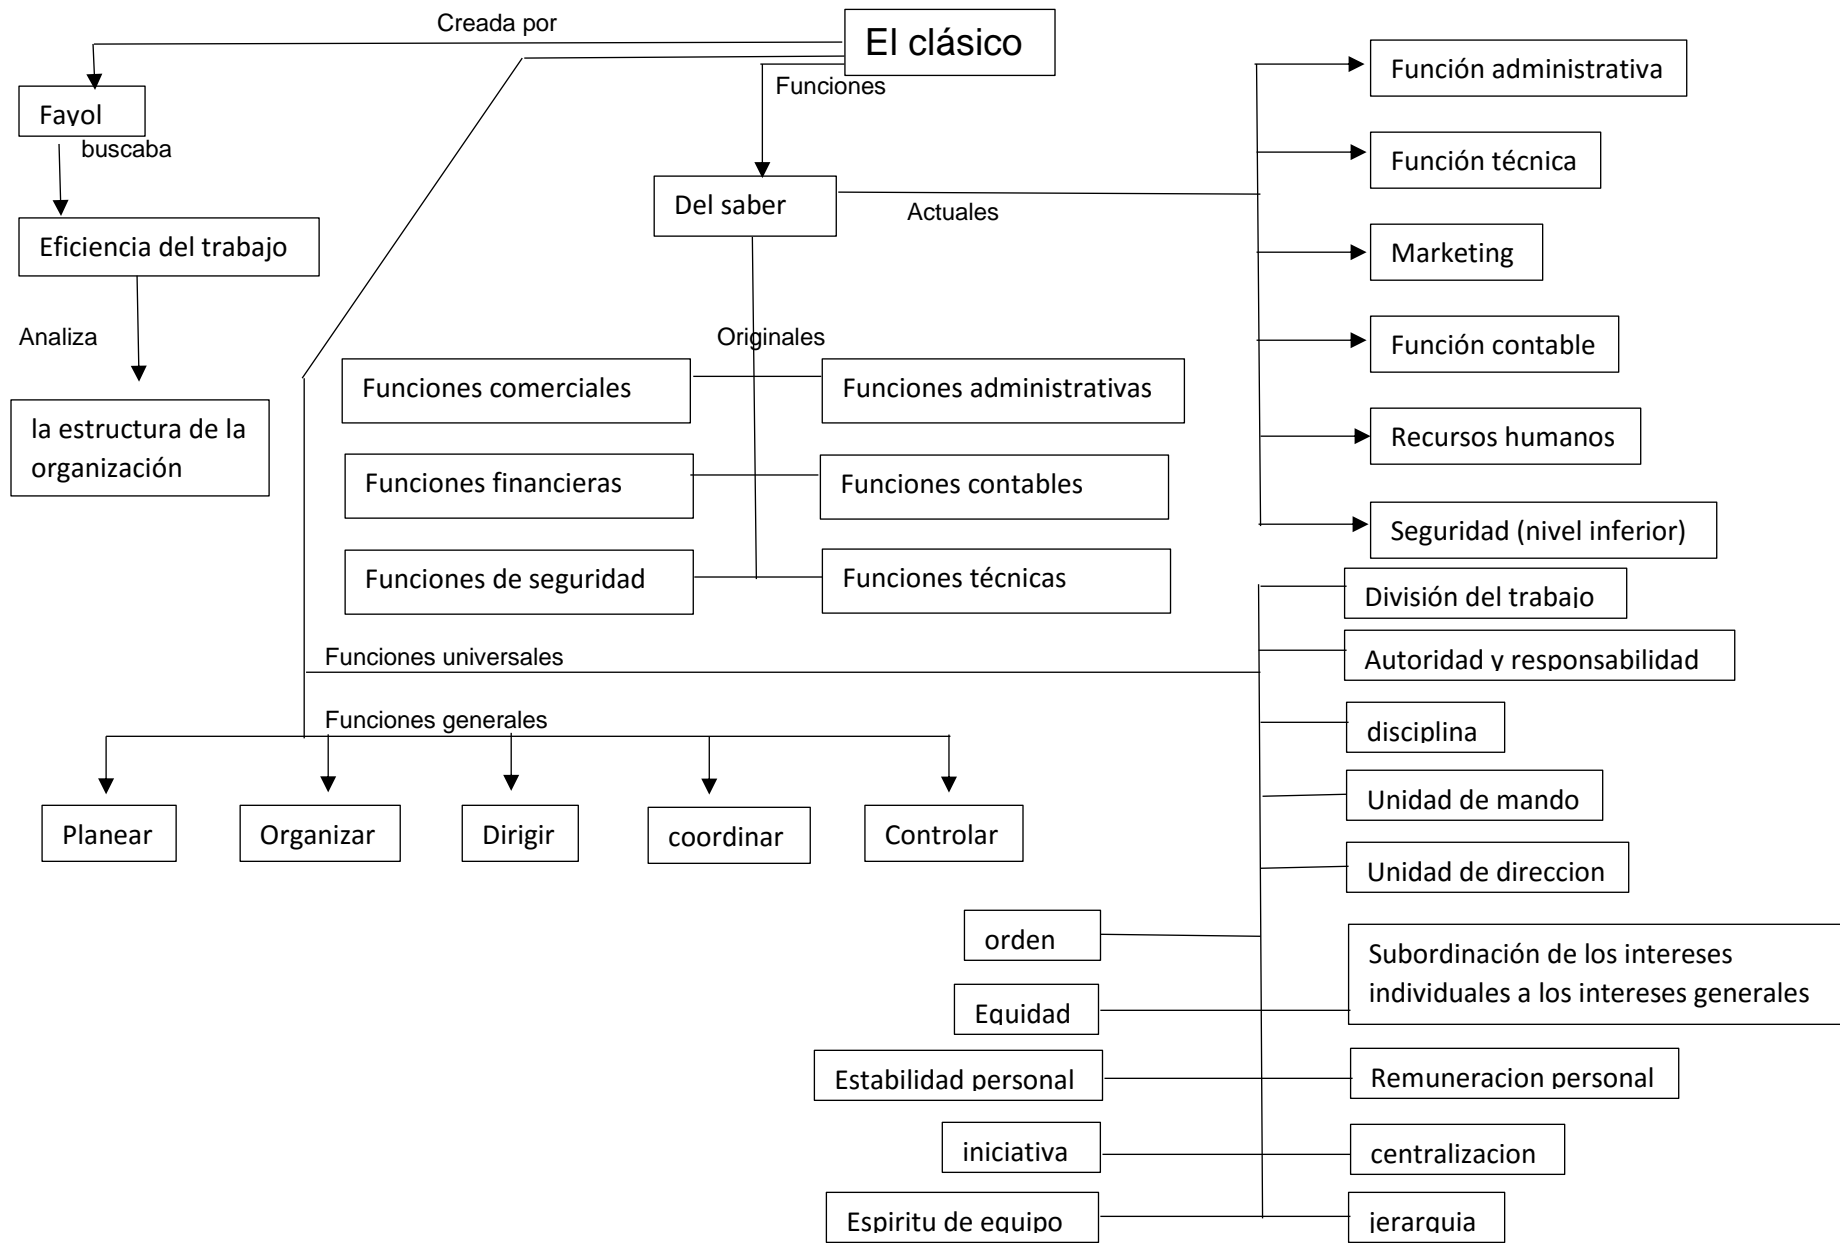 Creada por
El clásico
Funciones
Fayol
buscaba
Eficiencia del trabajo
Analiza
la estructura de la
organización
Del saber
Actuales
Función administrativa
Función técnica
Marketing
Función contable
Recursos humanos
Seguridad (nivel inferior)
Originales
Funciones comerciales
Funciones administrativas
Funciones financieras
Funciones contables
Funciones de seguridad
Funciones técnicas
Funciones universales
División del trabajo
Autoridad y responsabilidad
disciplina
Unidad de mando
Unidad de direccion
Funciones generales
Planear
Organizar
Dirigir
coordinar
Controlar
orden
Subordinación de los intereses
individuales a los intereses generales
Equidad
Estabilidad personal
Remuneracion personal
iniciativa
centralizacion
Espiritu de equipo
jerarquia